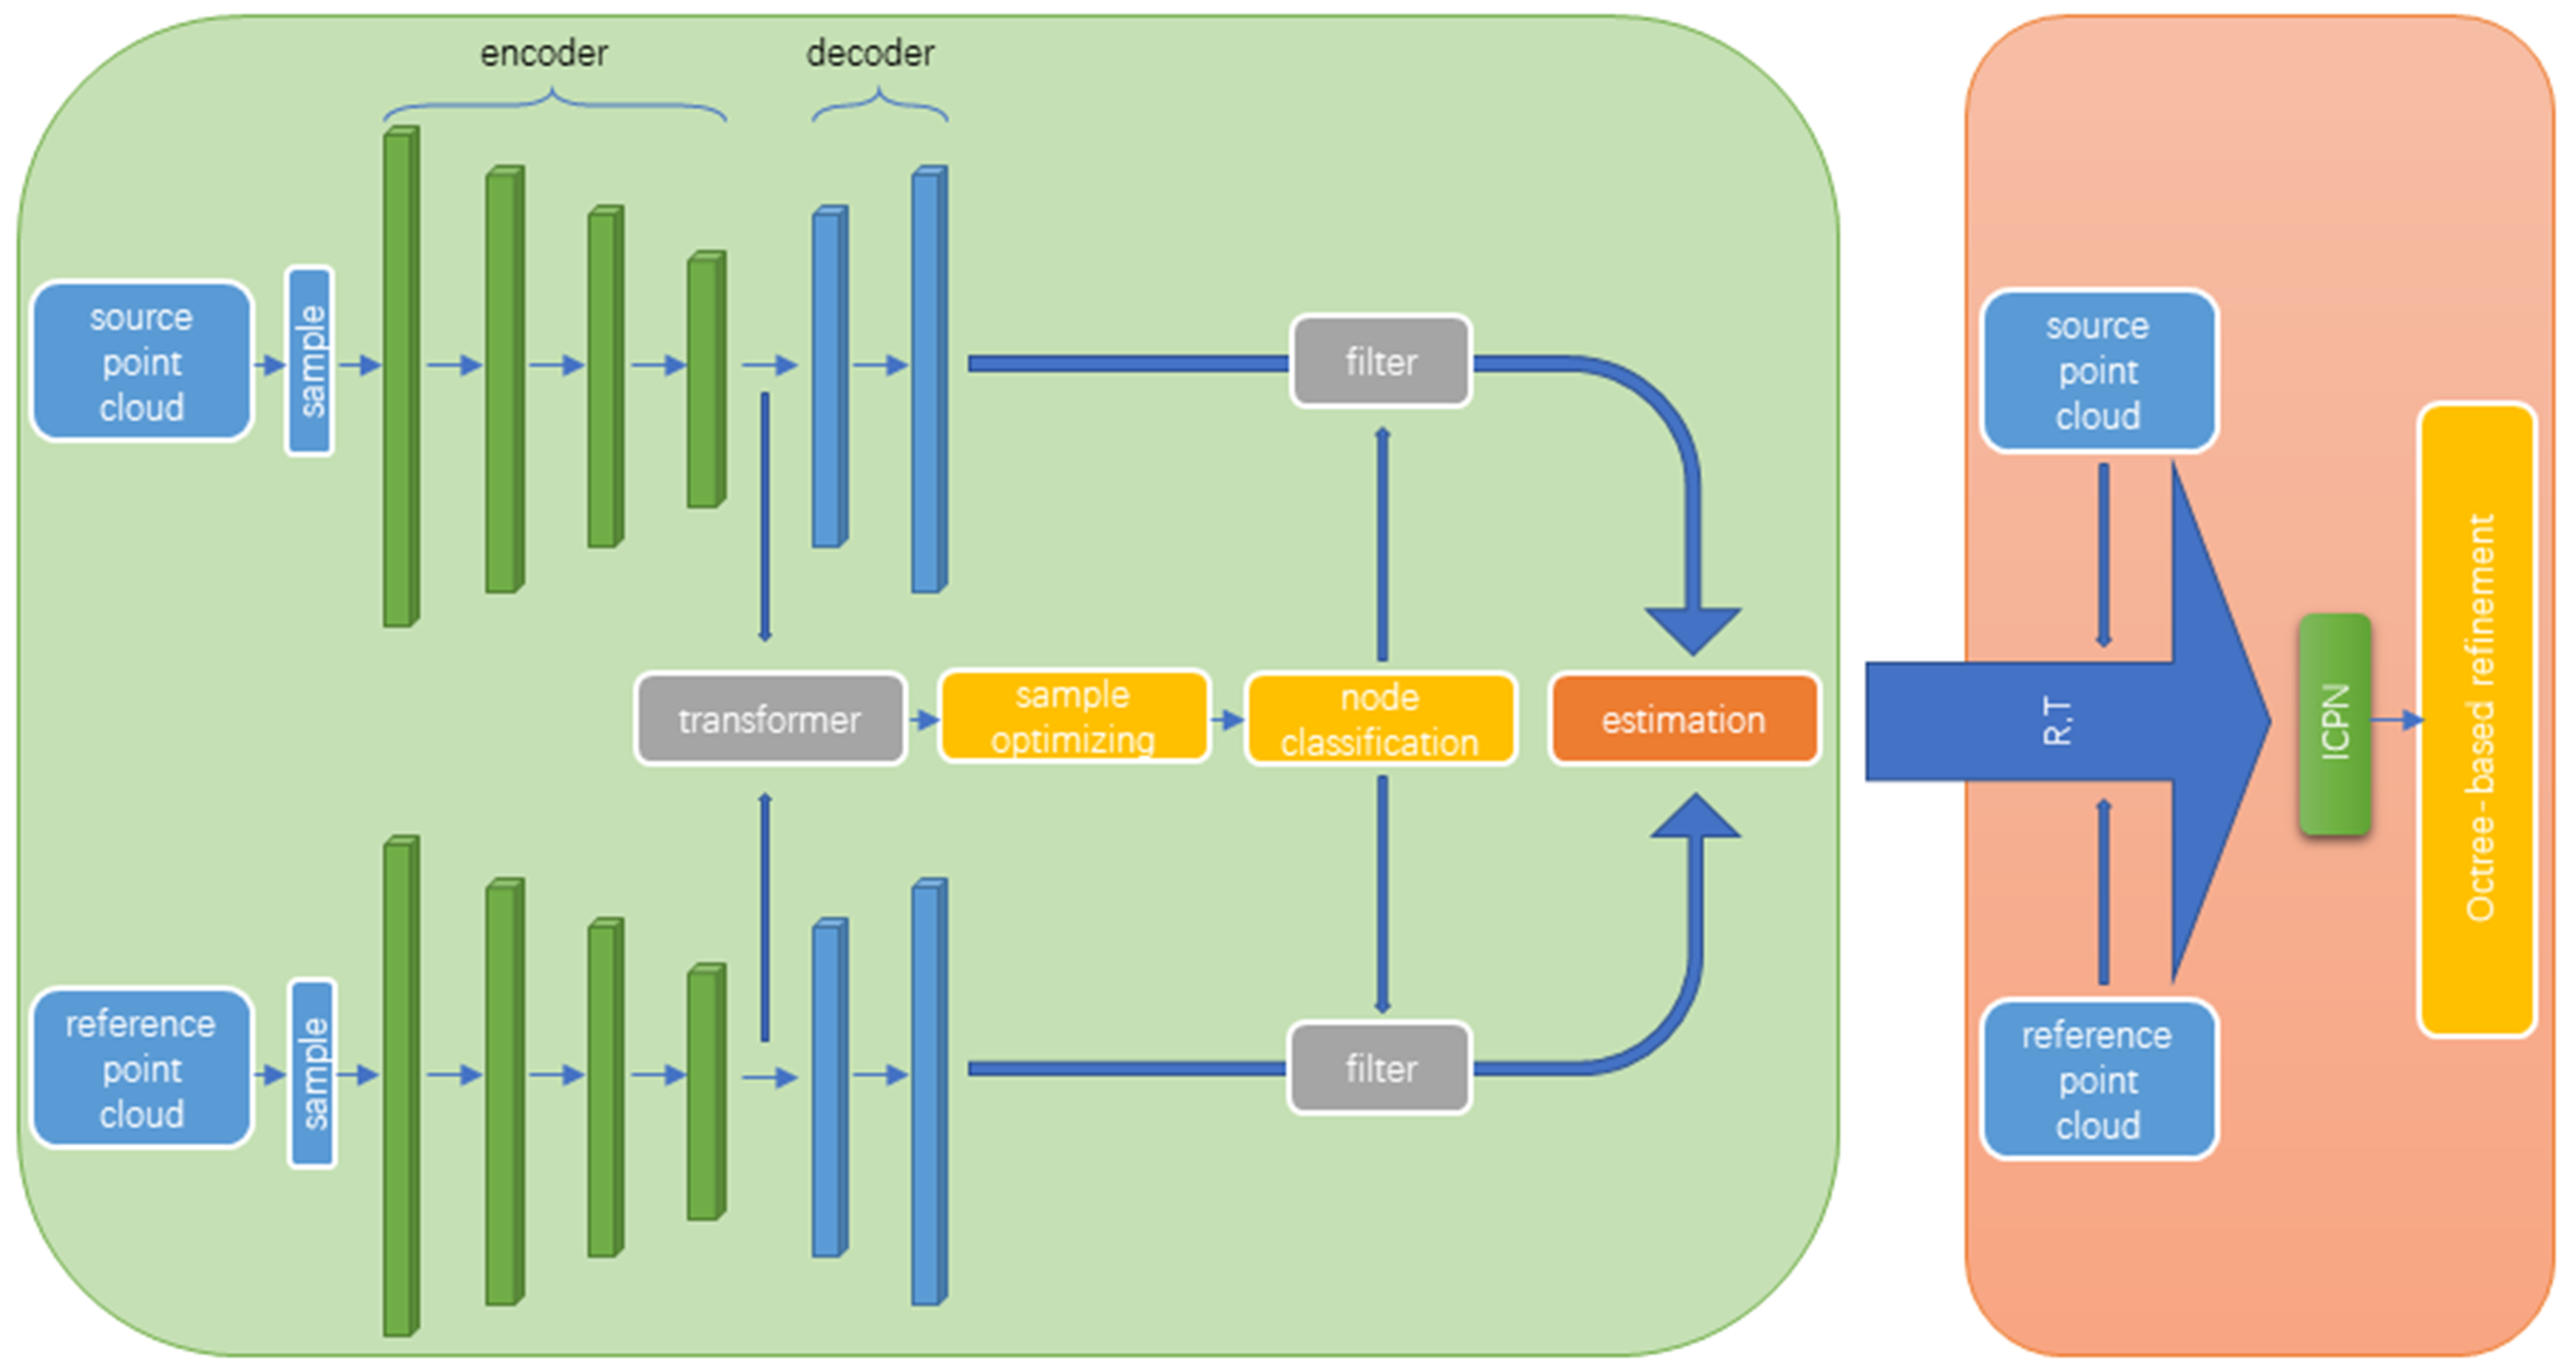 encoder
decoder
source
point
cloud
sample
filter
transformer
sample
optimizing
node
classification
estimation
reference
point
cloud
sample
filter
source
point
cloud
R.T
ICPN
Octree-based refinement
reference
point
cloud